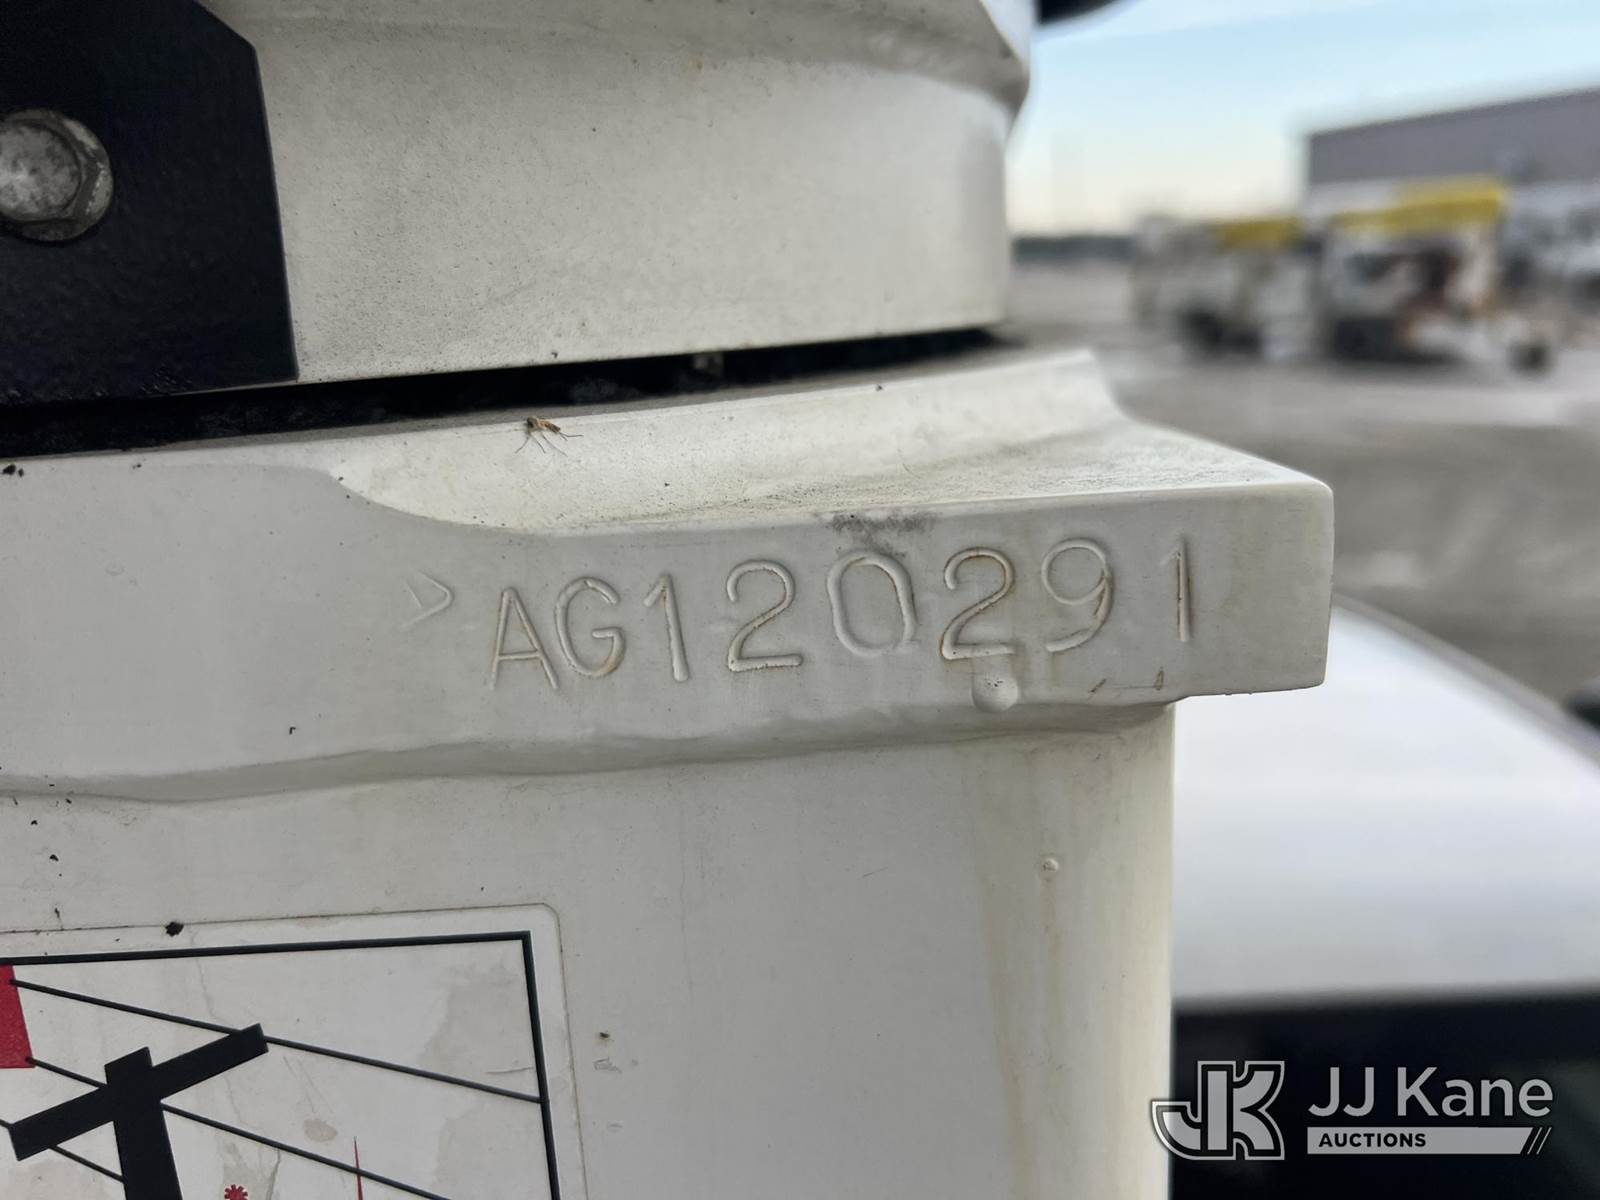 >AG120291
JJ Kane
AUCTIONS